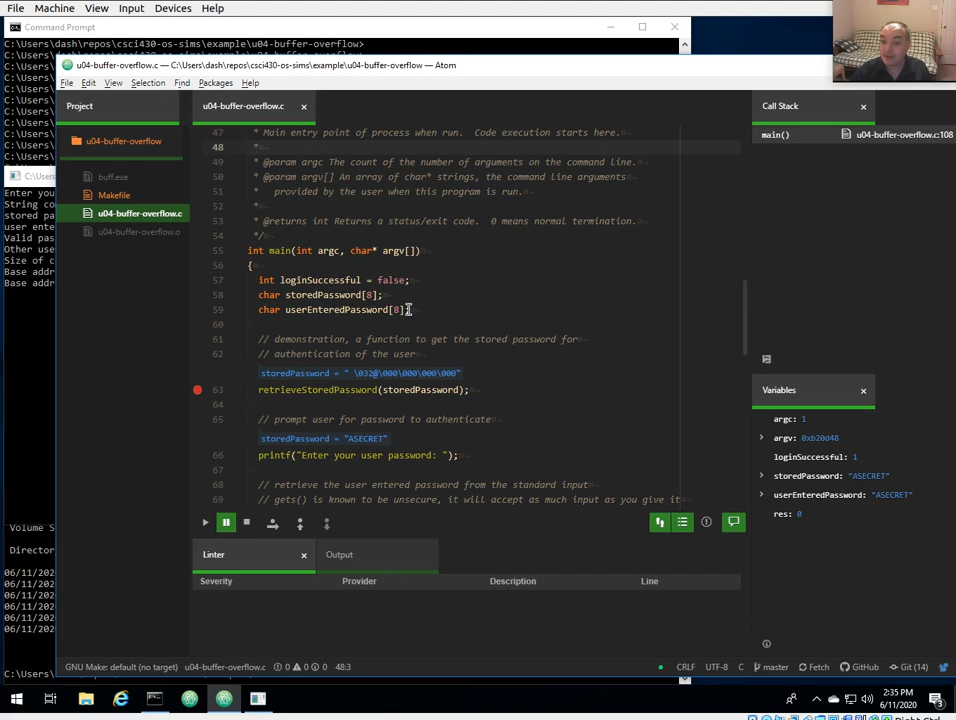 File Machine View Input Devices Help
Command Prompt
C:\Users\dash\repos\csci430-os-sims\example\u04-buffer-overflow>
u04-buffer-overflow.c — C:\Users\dash\repos\csci430-os-sims\example\u04-buffer-overflow — Atom
File Edit View Selection Find Packages Help
Project
u04-buffer-overflow.c
Call Stack
u04-buffer-overflow
buff.exe
Makefile
u04-buffer-overflow.c
u04-buffer-overflow.o
main() u04-buffer-overflow.c:108
47 * Main entry point of process when run. Code execution starts here.
48 *
49 * @param argc The count of the number of arguments on the command line.
50 * @param argv[] An array of char* strings, the command line arguments
51 * provided by the user when this program is run.
52 *
53 * @returns int Returns a status/exit code. 0 means normal termination.
54 */
55 int main(int argc, char* argv[])
56 {
57 int loginSuccessful = false;
58 char storedPassword[8];
59 char userEnteredPassword[8];
60
61 // demonstration, a function to get the stored password for
62 // authentication of the user
storedPassword = " \032@\000\000\000\000"
63 retrieveStoredPassword(storedPassword);
64
65 // prompt user for password to authenticate
storedPassword = "ASECRET"
66 printf("Enter your user password: ");
67
68 // retrieve the user entered password from the standard input
69 // gets() is known to be unsecure, it will accept as much input as you give it
Variables
argc: 1
argv: 0xb20d48
loginSuccessful: 1
storedPassword: "ASECRET"
userEnteredPassword: "ASECRET"
res: 0
C:\Users
Enter you
String co
stored pa
user ente
Valid pas
Other use
Size of c
Base addr
Base addr
Volume S
Director
06/11/202
06/11/202
06/11/202
06/11/202
06/11/202
06/11/202
C:\Users\
Linter
Output
Severity Provider Description Line
GNU Make: default (no target) 0 0 0 u04-buffer-overflow.c 48:3
CRLF UTF-8 C master Fetch GitHub Git (14)
2:35 PM
6/11/2020
3
Right Ctrl